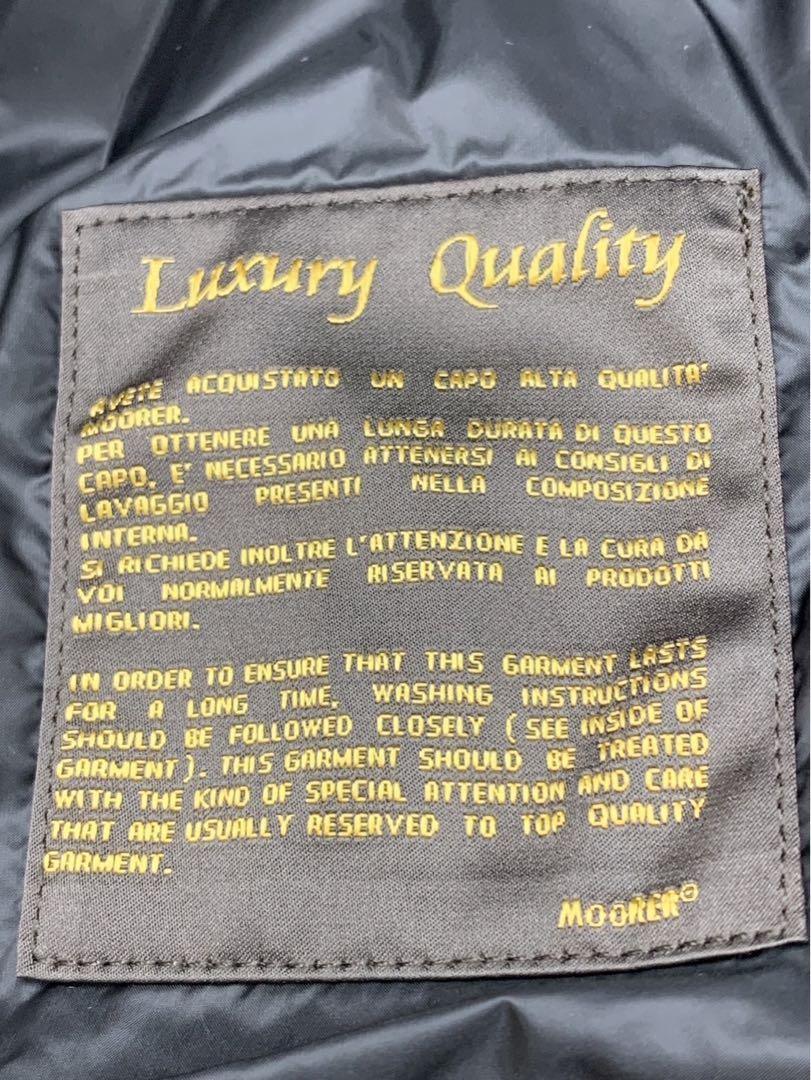 Luxury Quality
AVETE ACQUISTATO UN CAPO ALTA QUALITA'
MOORER.
PER OTTENERE UNA LUNGA DURATA DI QUESTO
CAPO, E' NECESSARIO ATTENERSI AI CONSIGLI DI
LAVAGGIO PRESENTI NELLA COMPOSIZIONE
INTERNA.
SI RICHIEDE INOLTRE L'ATTENZIONE E LA CURA DA
VOI NORMALMENTE RISERVATA AI PRODOTTI
MIGLIORI.
IN ORDER TO ENSURE THAT THIS GARMENT LASTS
FOR A LONG TIME, WASHING INSTRUCTIONS
SHOULD BE FOLLOWED CLOSELY ( SEE INSIDE OF
GARMENT ). THIS GARMENT SHOULD BE TREATED
WITH THE KIND OF SPECIAL ATTENTION AND CARE
THAT ARE USUALLY RESERVED TO TOP QUALITY
GARMENT.
MOORER®